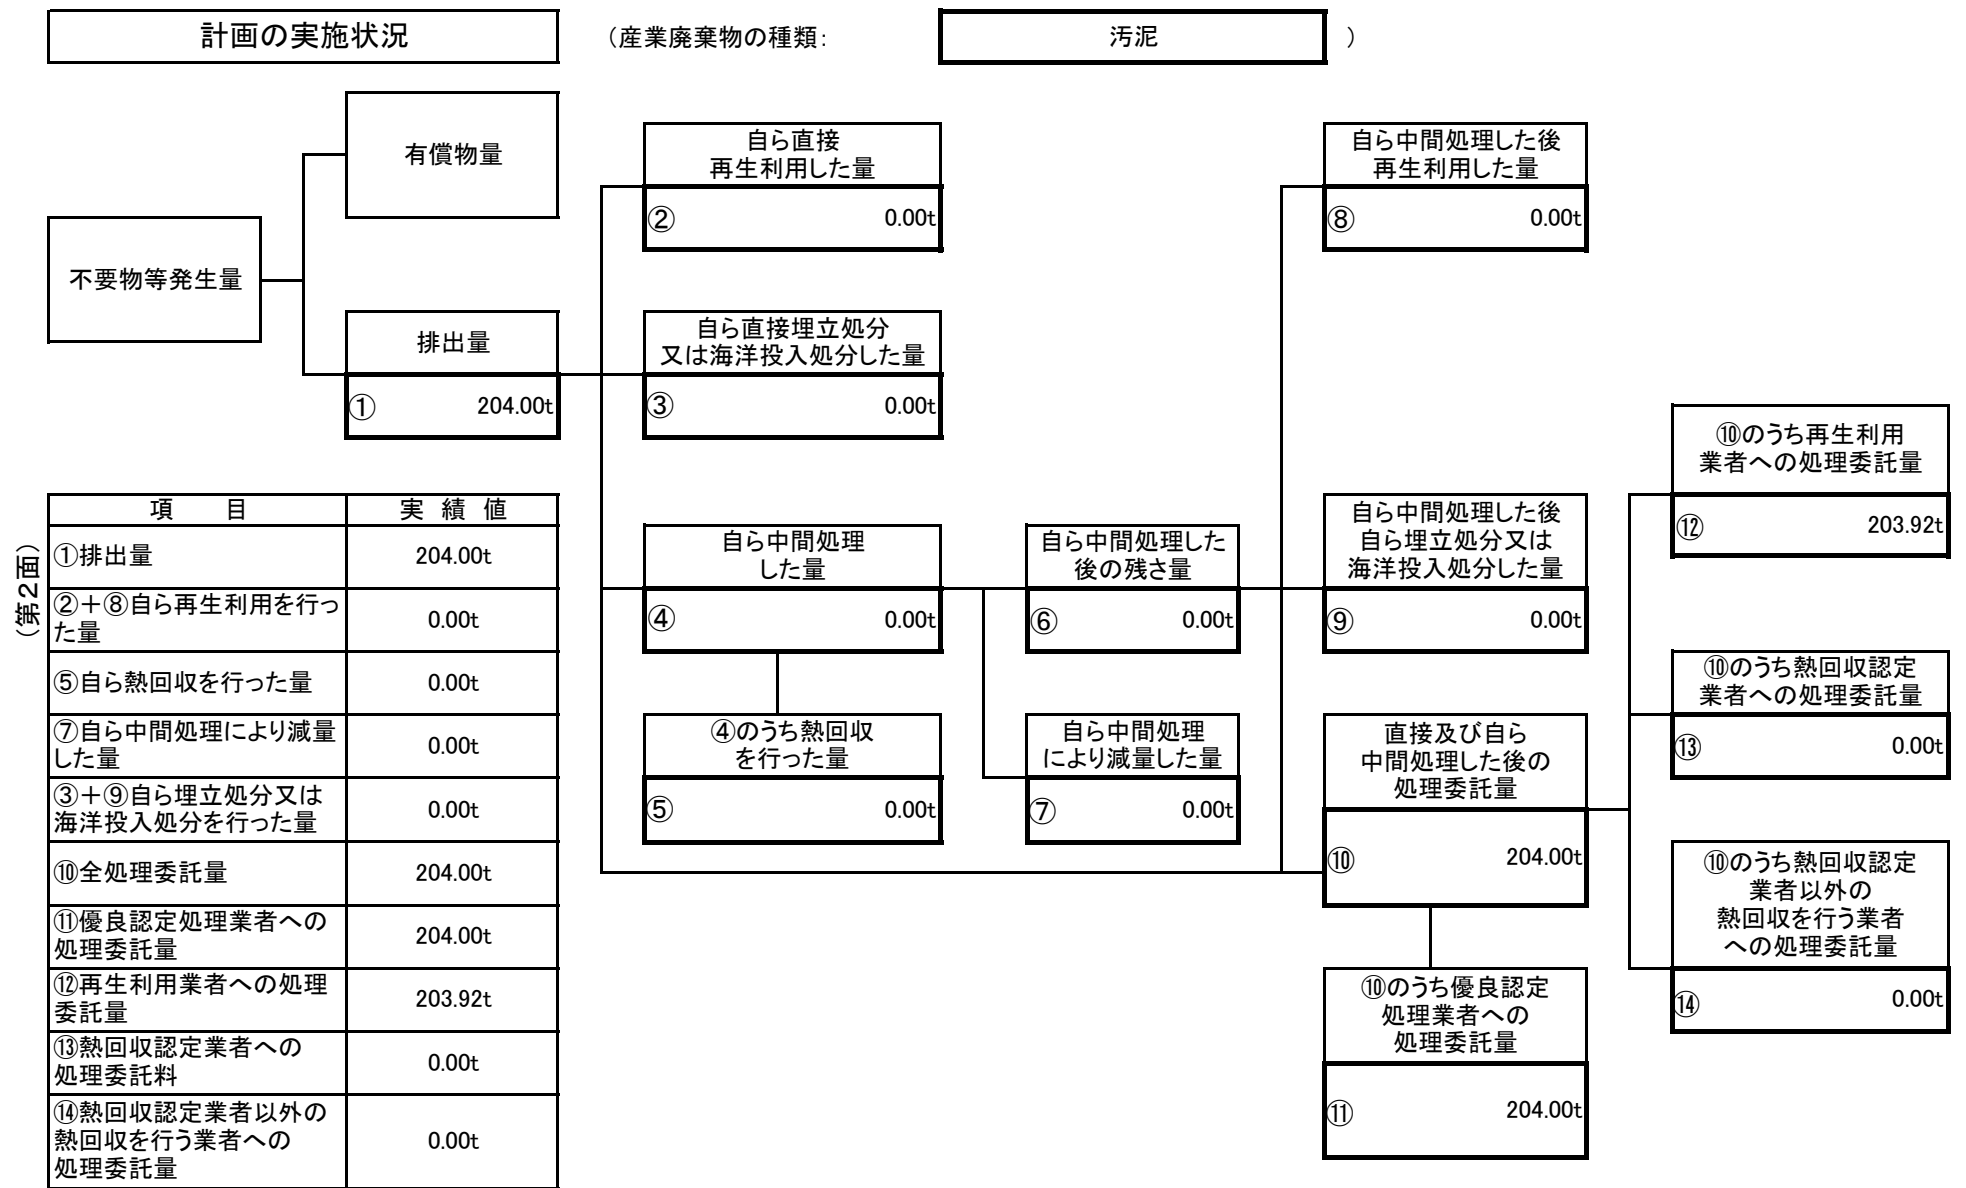 計画の実施状況
（産業廃棄物の種類：
汚泥
）
有償物量
不要物等発生量
排出量
① 204.00t
自ら直接
再生利用した量
② 0.00t
自ら直接埋立処分
又は海洋投入処分した量
③ 0.00t
自ら中間処理
した量
④ 0.00t
④のうち熱回収
を行った量
⑤ 0.00t
自ら中間処理した
後の残さ量
⑥ 0.00t
自ら中間処理
により減量した量
⑦ 0.00t
自ら中間処理した後
再生利用した量
⑧ 0.00t
自ら中間処理した後
自ら埋立処分又は
海洋投入処分した量
⑨ 0.00t
直接及び自ら
中間処理した後の
処理委託量
⑩ 204.00t
⑩のうち優良認定
処理業者への
処理委託量
⑪ 204.00t
⑩のうち再生利用
業者への処理委託量
⑫ 203.92t
⑩のうち熱回収認定
業者への処理委託量
⑬ 0.00t
⑩のうち熱回収認定
業者以外の
熱回収を行う業者
への処理委託量
⑭ 0.00t
（第２面）
項　目 実 績 値
①排出量 204.00t
②＋⑧自ら再生利用を行っ
た量
0.00t
⑤自ら熱回収を行った量 0.00t
⑦自ら中間処理により減量
した量
0.00t
③＋⑨自ら埋立処分又は
海洋投入処分を行った量
0.00t
⑩全処理委託量 204.00t
⑪優良認定処理業者への
処理委託量
204.00t
⑫再生利用業者への処理
委託量
203.92t
⑬熱回収認定業者への
処理委託料
0.00t
⑭熱回収認定業者以外の
熱回収を行う業者への
処理委託量
0.00t